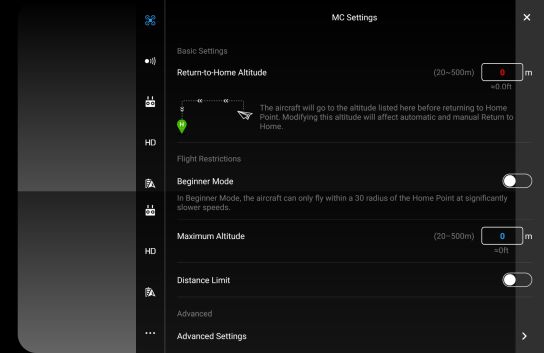 MC Settings
Basic Settings
Return-to-Home Altitude
(20~500m)
0
m
≈0.0ft
The aircraft will go to the altitude listed here before returning to Home
Point. Modifying this altitude will affect automatic and manual Return to
Home.
H
HD
Flight Restrictions
Beginner Mode
In Beginner Mode, the aircraft can only fly within a 30 radius of the Home Point at significantly
slower speeds.
Maximum Altitude
(20~500m)
0
m
≈0ft
HD
Distance Limit
Advanced
Advanced Settings